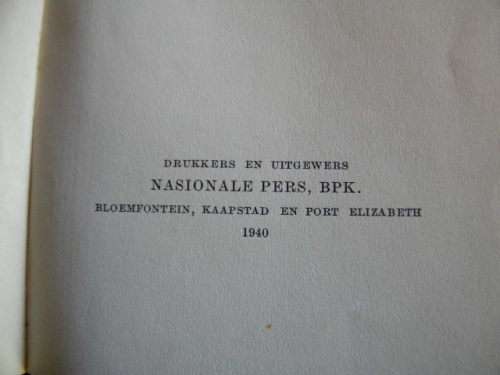 DRUKKERS EN UITGEWERS
NASIONALE PERS, BPK.
BLOEMFONTEIN, KAAPSTAD EN PORT ELIZABETH
1940